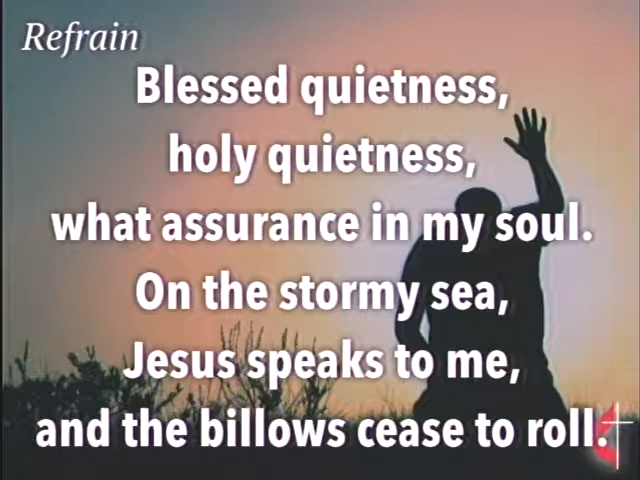 Refrain
Blessed quietness,
holy quietness,
what assurance in my soul.
On the stormy sea,
Jesus speaks to me,
and the billows cease to roll.